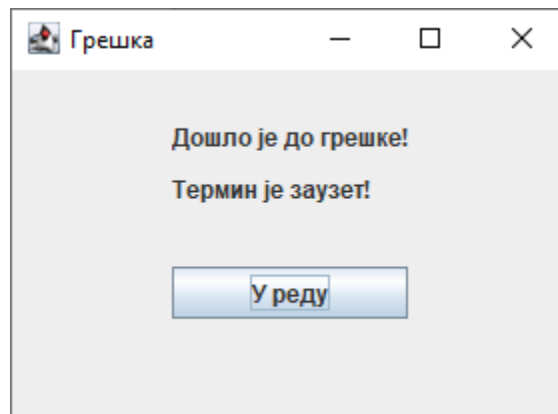 Грешка
Дошло је до грешке!
Термин је заузет!
У реду